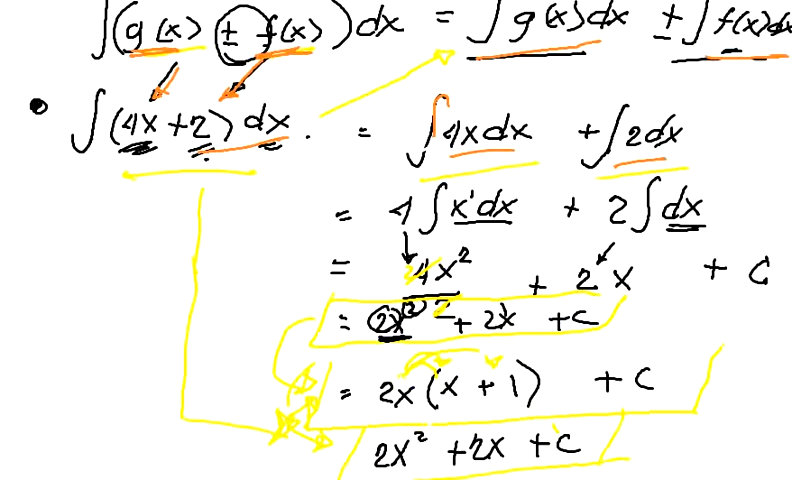 ∫(g(x) ± f(x))dx = ∫g(x)dx ± ∫f(x)dx
• ∫(4x+2)dx. = ∫4xdx + ∫2dx
= 4∫x¹dx + 2∫dx
= 4x²/2 + 2x + C
= 2x² + 2x + C
= 2x(x+1) + C
2x² + 2x + C